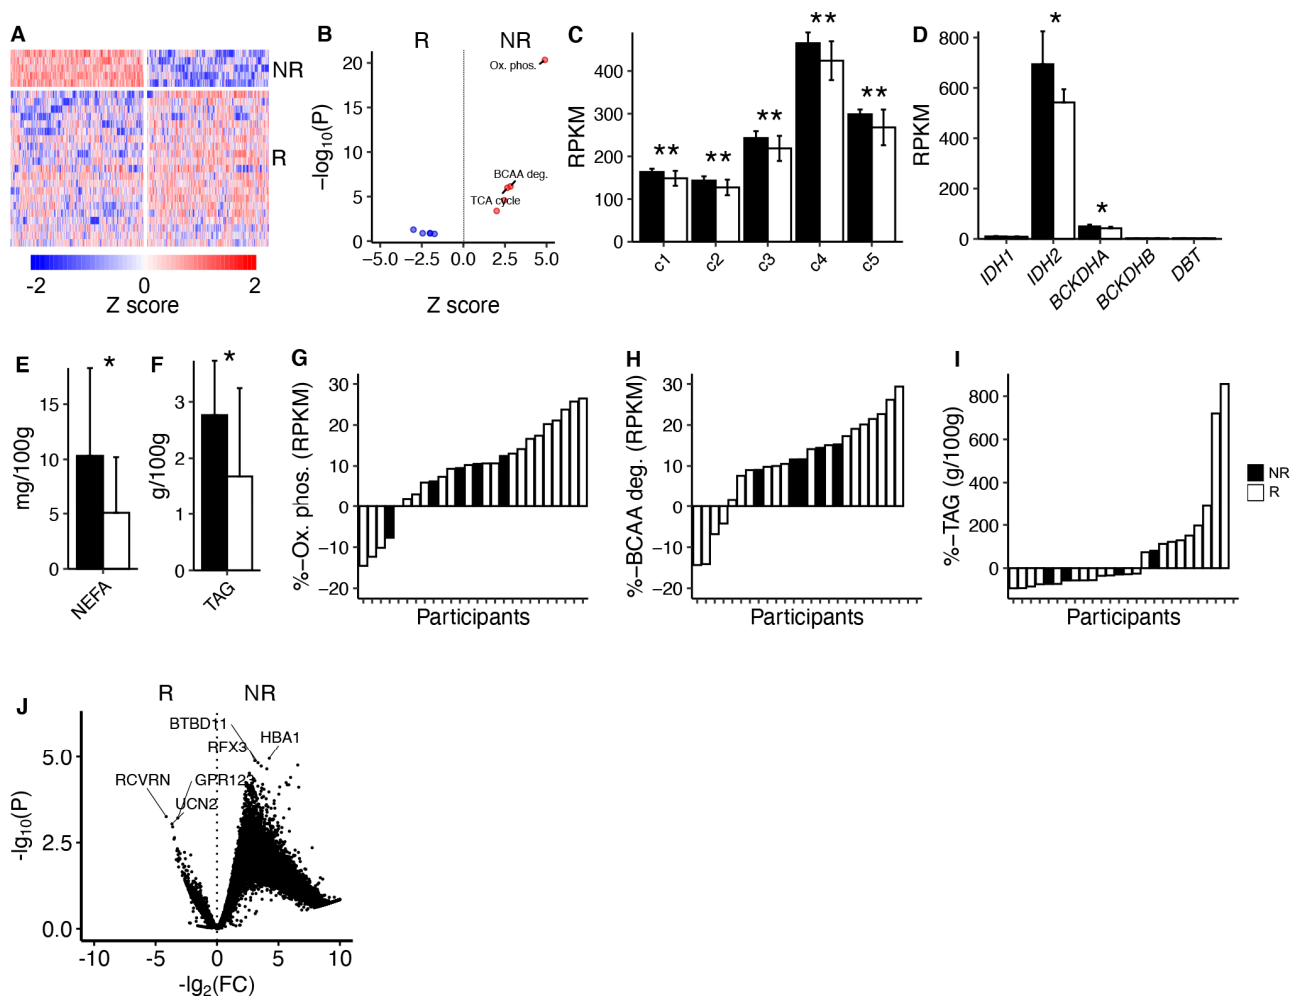 A
NR
R
-2
0
2
Z score
B
R
NR
−log10(P)
20
15
10
5
0
Ox. phos.
BCAA deg.
TCA cycle
−5.0
−2.5
0.0
2.5
5.0
Z score
C
RPKM
400
300
200
100
0
**
**
**
**
**
c1
c2
c3
c4
c5
D
RPKM
800
600
400
200
0
*
*
IDH1
IDH2
BCKDHA
BCKDHB
DBT
E
mg/100g
15
10
5
0
*
NEFA
F
g/100g
3
2
1
0
*
TAG
G
%−Ox. phos. (RPKM)
30
20
10
0
−10
−20
Participants
H
%−BCAA deg. (RPKM)
30
20
10
0
−10
−20
Participants
I
%−TAG (g/100g)
800
600
400
200
0
Participants
NR
R
J
R
NR
-lg10(P)
5.0
2.5
0.0
BTBD11
RFX3
HBA1
RCVRN
GPR123
UCN2
-10
-5
0
5
10
-lg2(FC)